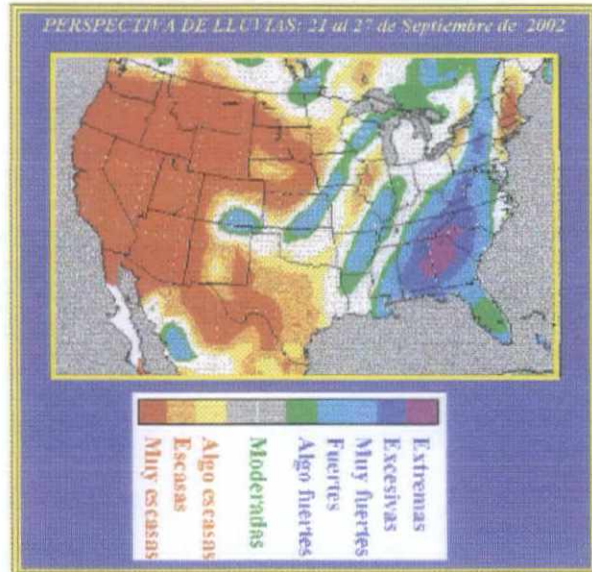 PERSPECTIVA DE LLUVIAS: 21 al 27 de Septiembre de 2002
Extremas
Excesivas
Muy fuertes
Fuertes
Algo fuertes
Moderadas
Algo escasas
Escasas
Muy escasas